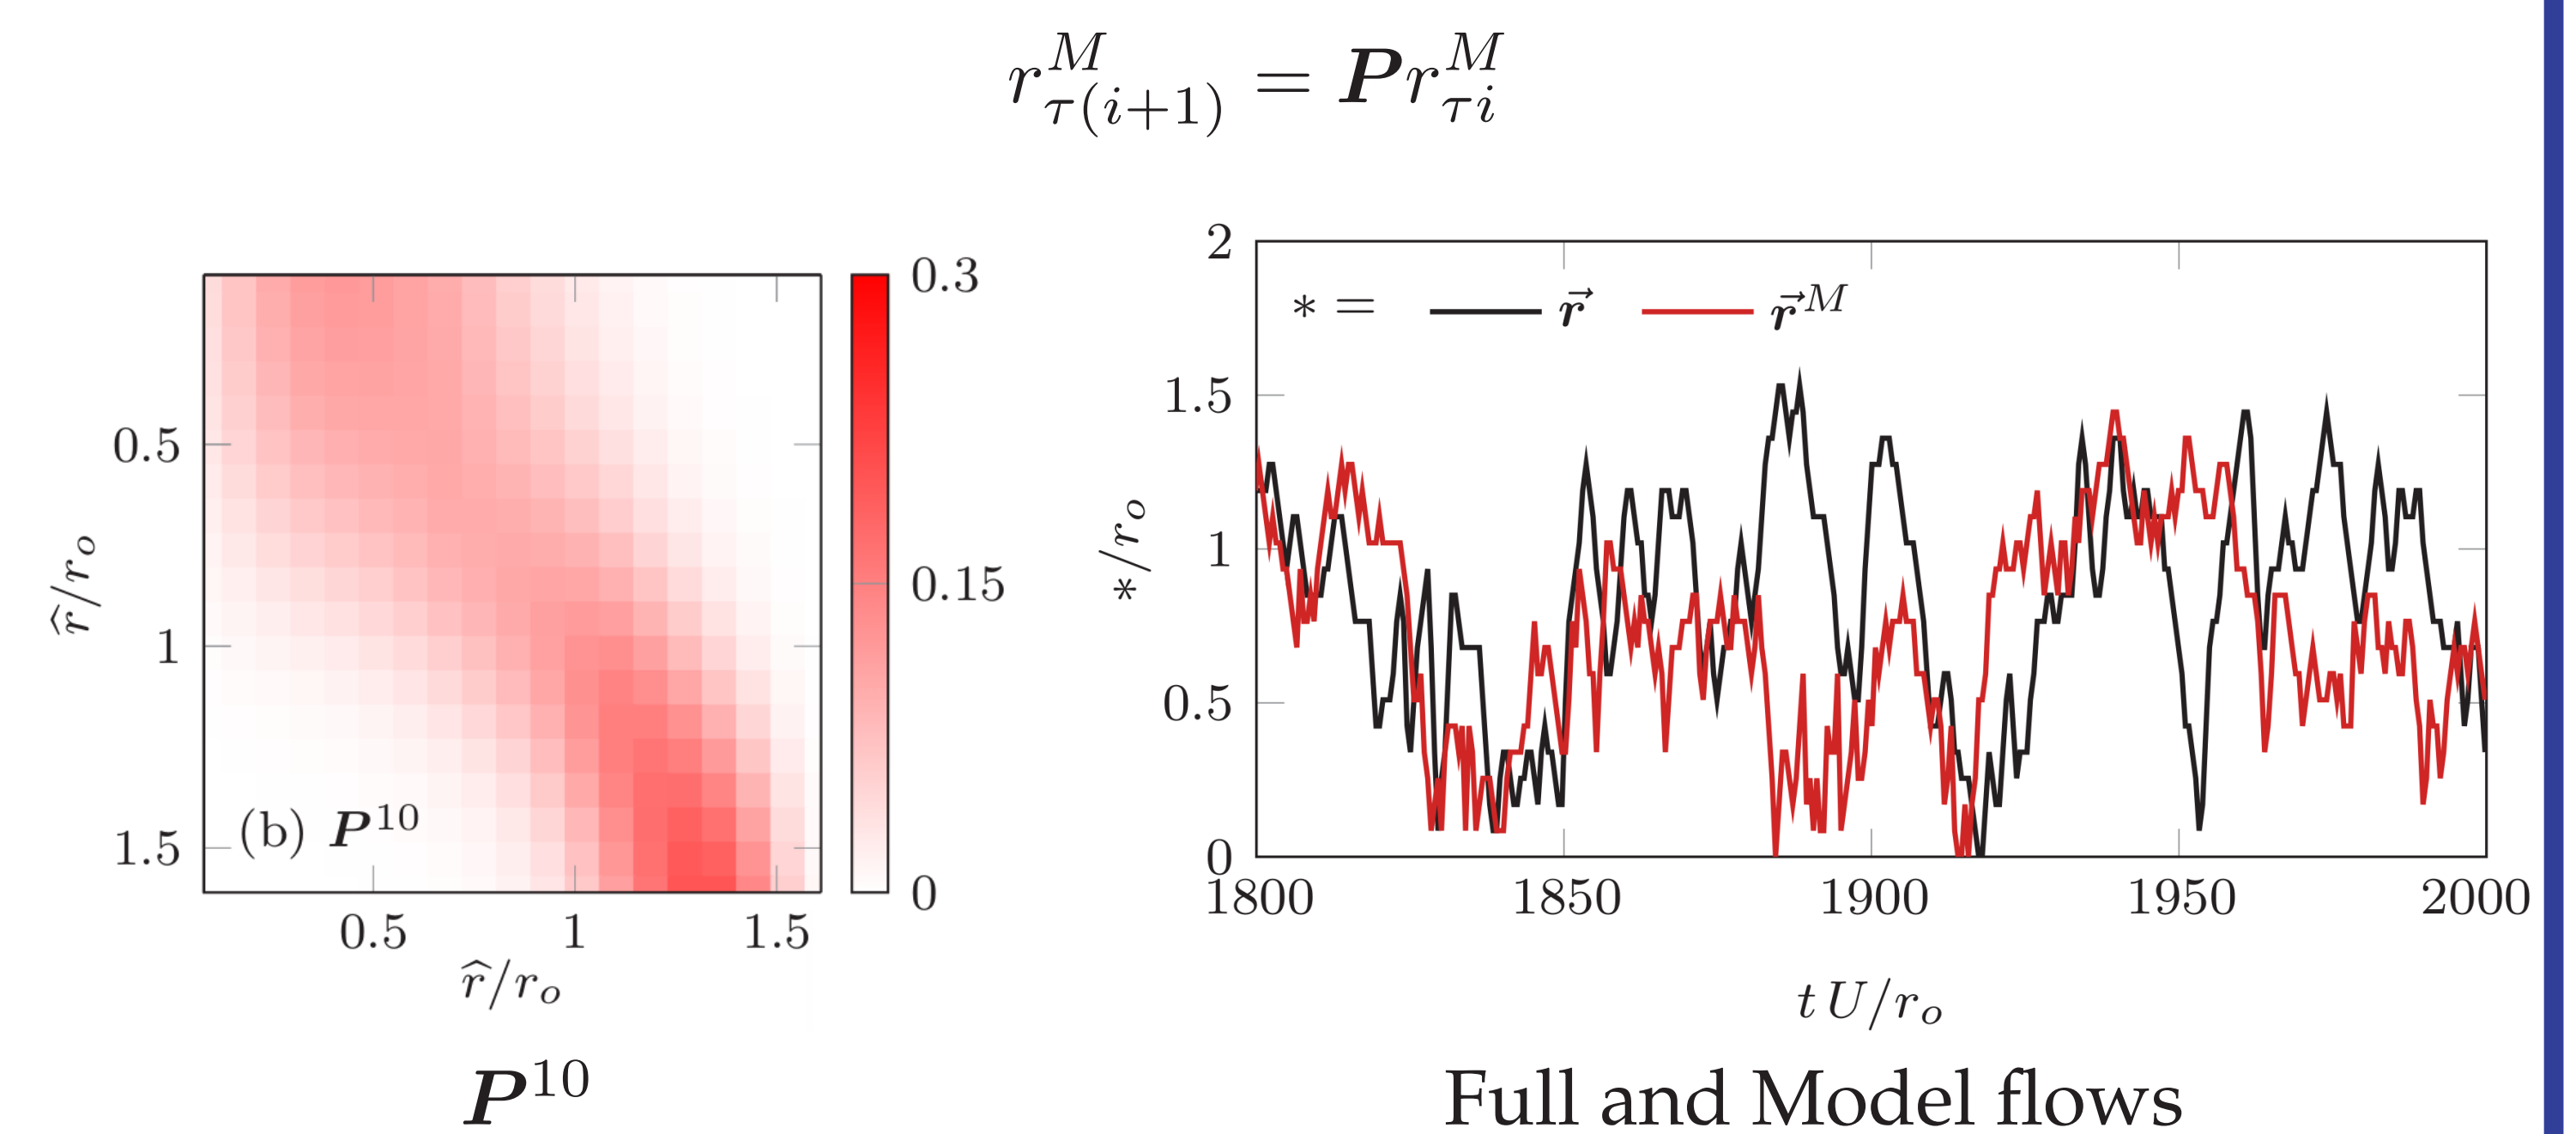 r^M_{τ(i+1)} = P r^M_{τi}
0.3
0.15
0
0.5
1
1.5
r̂/r_o
(b) P^10
0.5 1 1.5
r̂/r_o
P^10
2
1.5
1
0.5
0
*/r_o
* = r⃗ r⃗^M
1800 1850 1900 1950 2000
t U/r_o
Full and Model flows